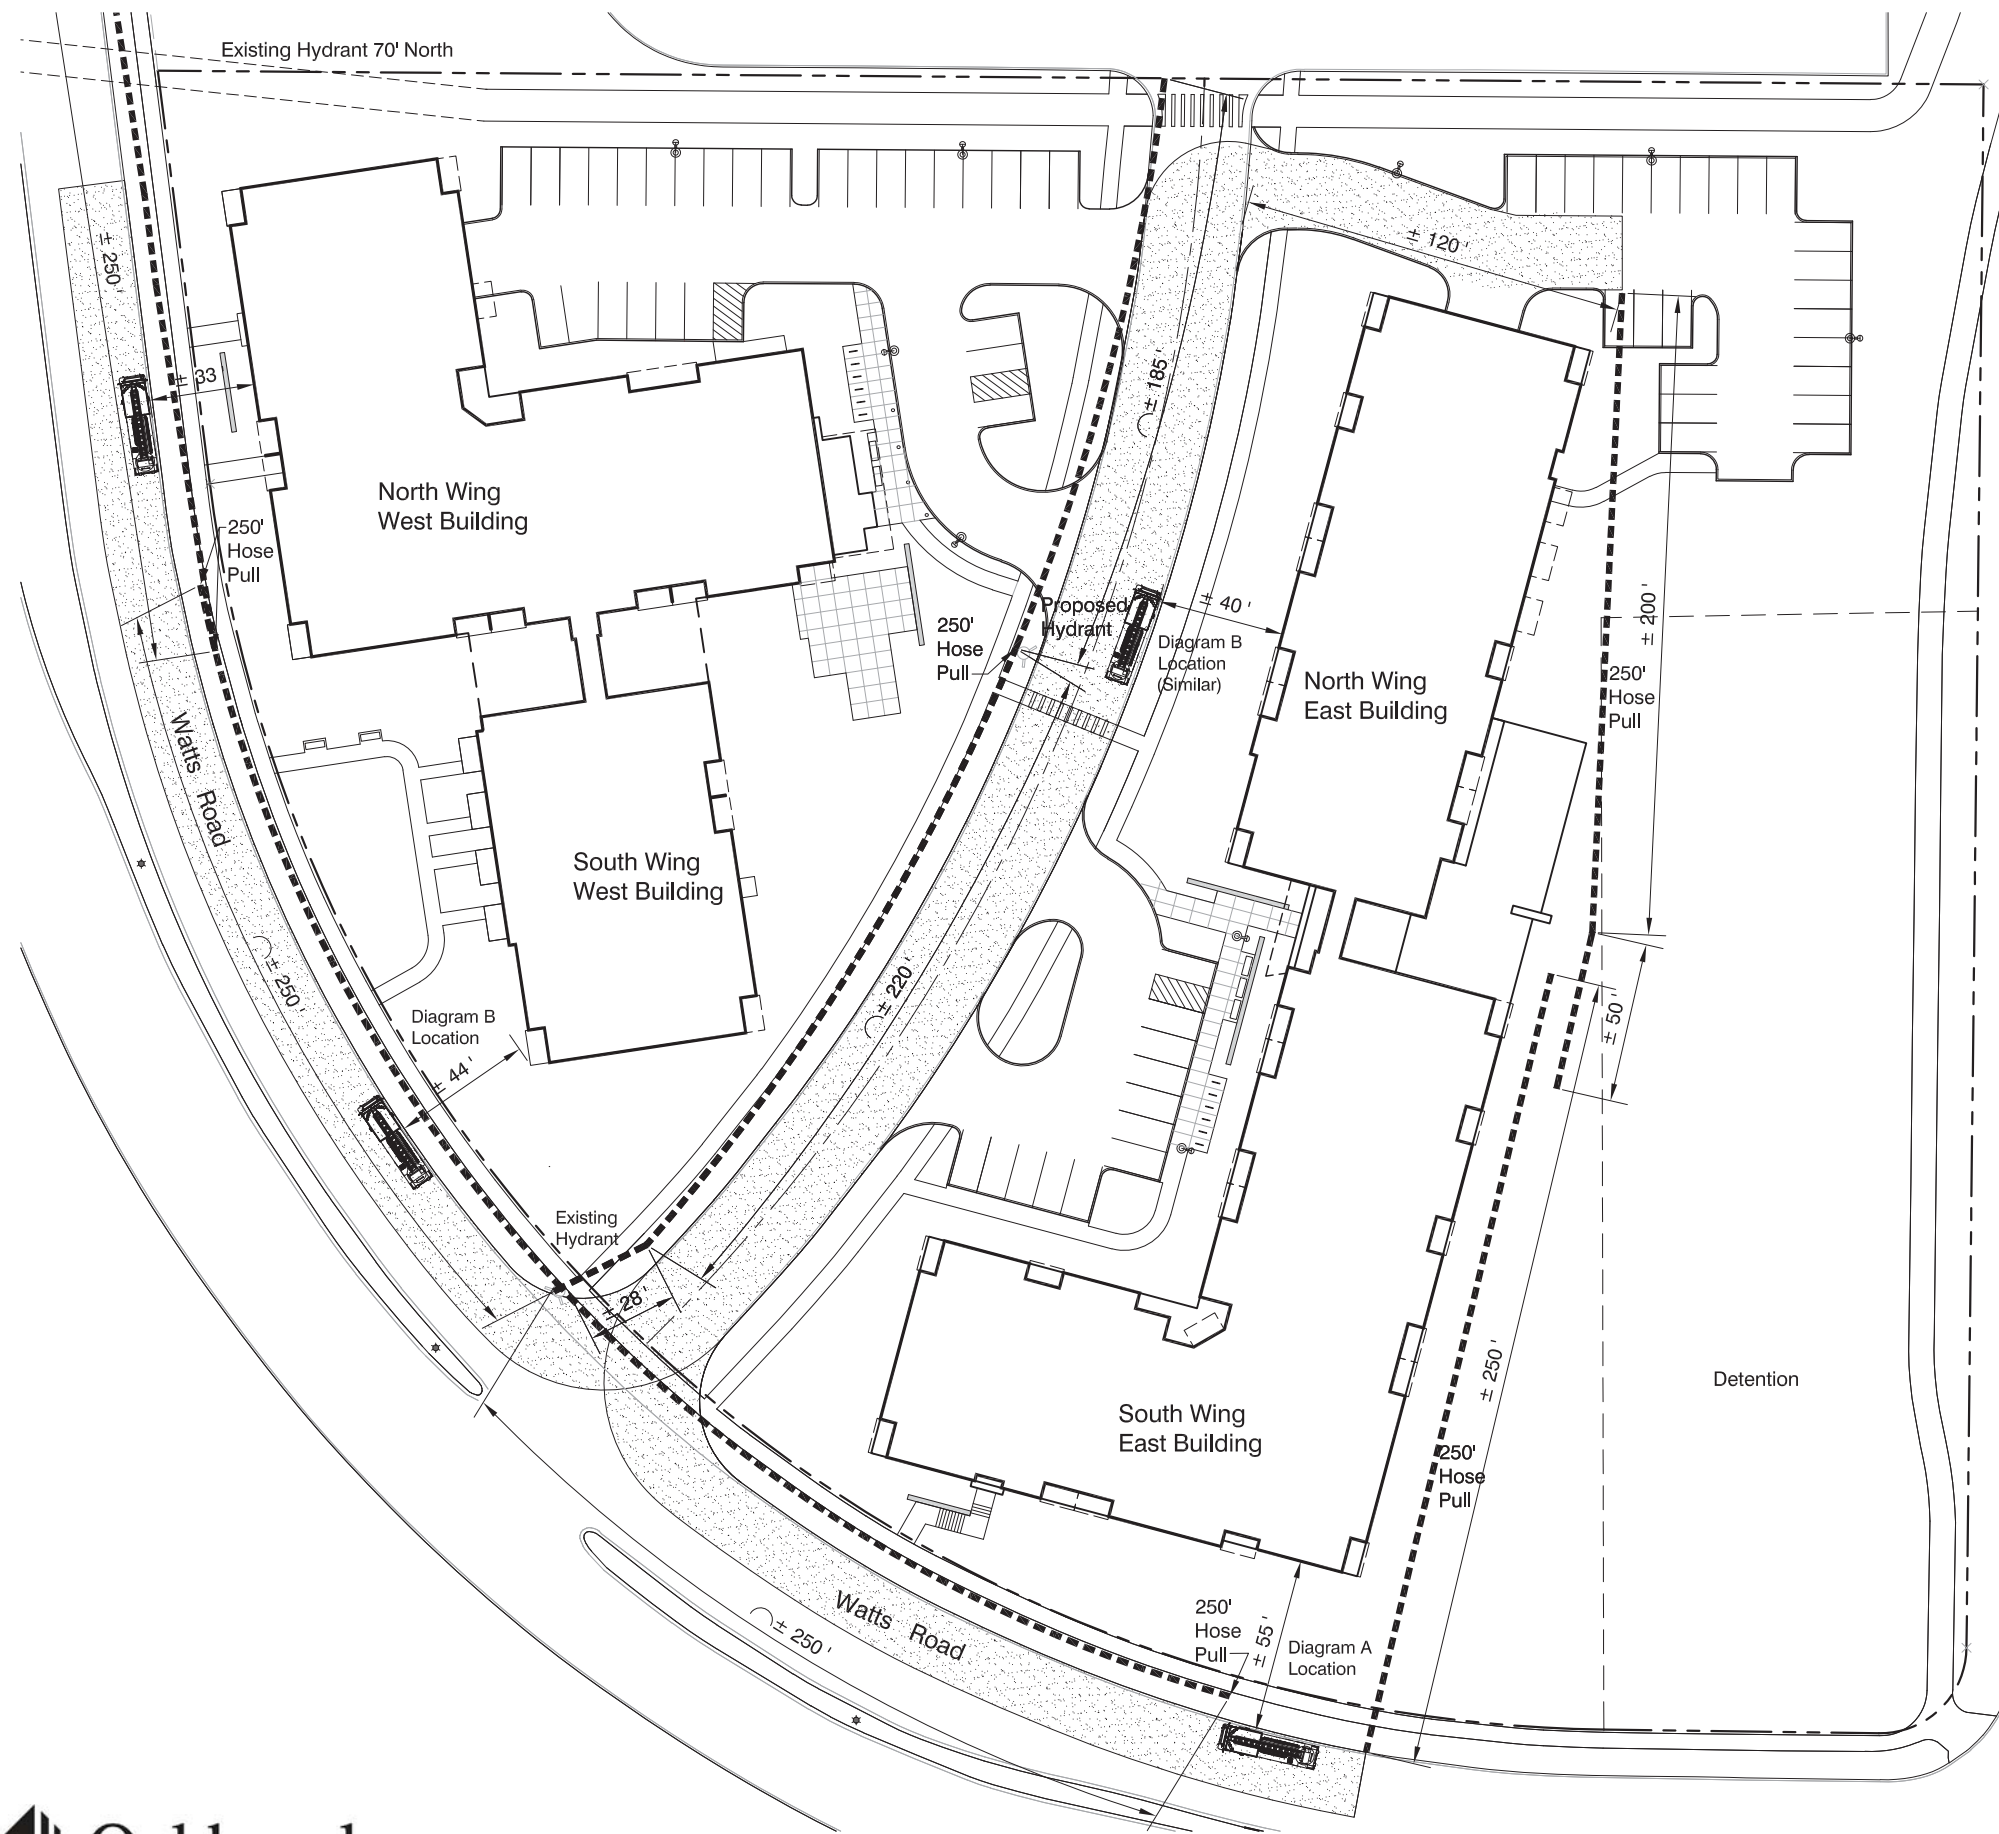 Existing Hydrant 70' North
± 250'
± 120'
± 33
± 185'
North Wing
West Building
250'
Hose
Pull
± 40'
Proposed
Hydrant
250'
Hose
Pull
Diagram B
Location
(Similar)
North Wing
East Building
± 200'
250'
Hose
Pull
Watts Road
South Wing
West Building
± 250'
± 220'
Diagram B
Location
± 44'
± 50'
Existing
Hydrant
± 28'
± 250'
Detention
South Wing
East Building
250'
Hose
Pull
Watts Road
± 250'
250'
Hose
Pull
± 55'
Diagram A
Location